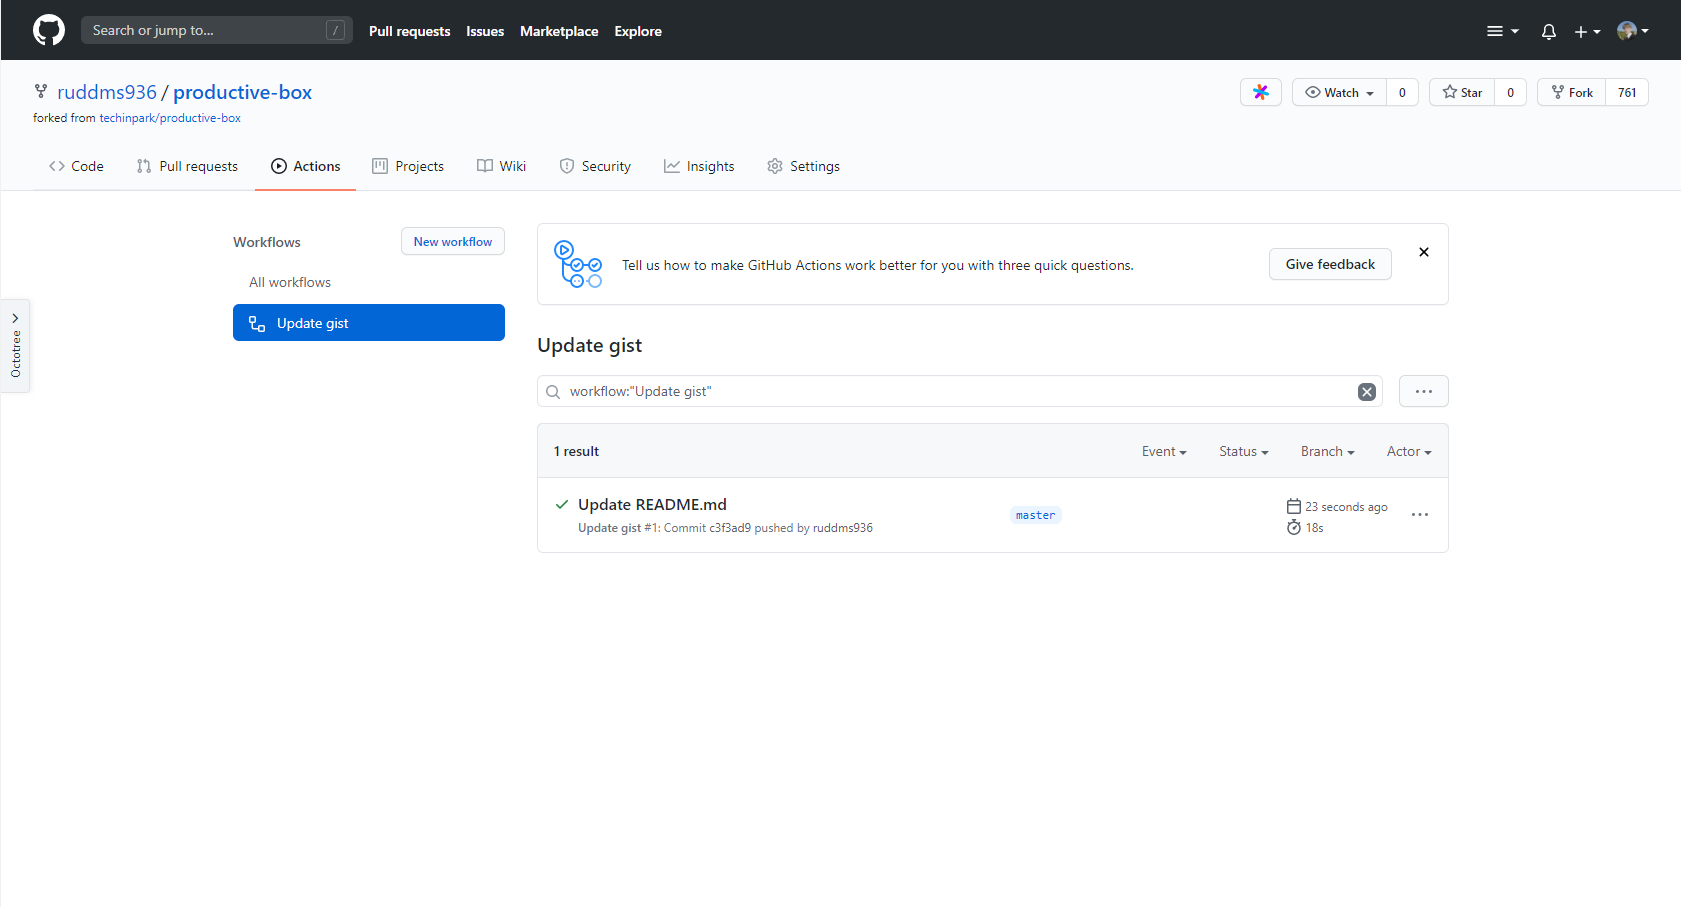 Search or jump to... /
Pull requests Issues Marketplace Explore
ruddms936 / productive-box
forked from techinpark/productive-box
Watch 0 Star 0 Fork 761
Code Pull requests Actions Projects Wiki Security Insights Settings
Octotree
Workflows New workflow
All workflows
Update gist
Tell us how to make GitHub Actions work better for you with three quick questions. Give feedback
Update gist
workflow:"Update gist"
1 result Event Status Branch Actor
Update README.md
Update gist #1: Commit c3f3ad9 pushed by ruddms936
master
23 seconds ago
18s